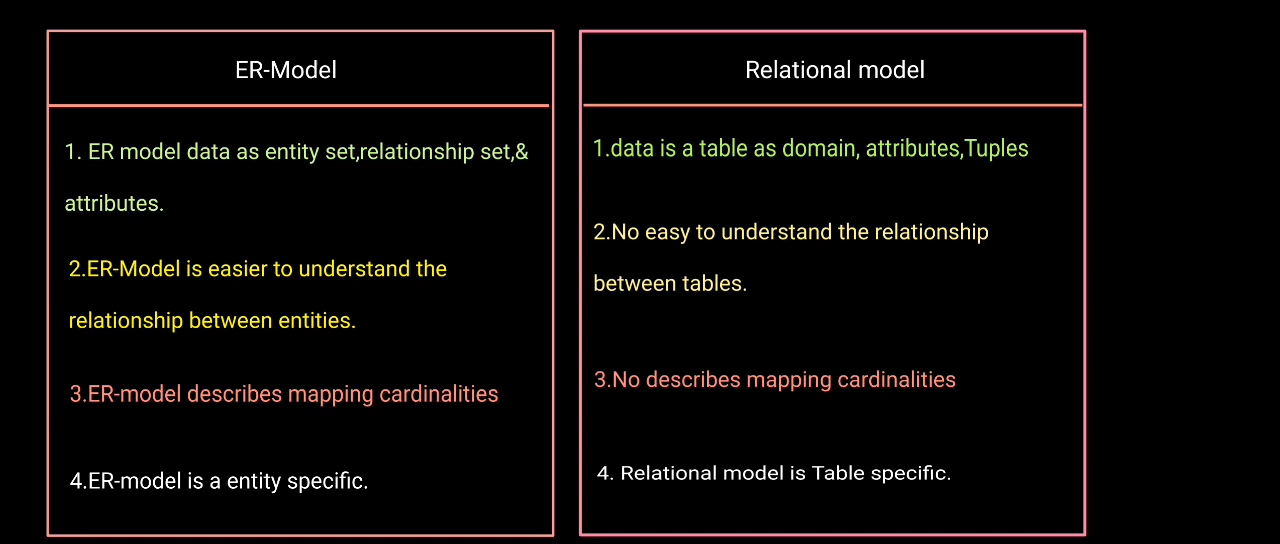 ER-Model
1. ER model data as entity set,relationship set,&
attributes.
2.ER-Model is easier to understand the
relationship between entities.
3.ER-model describes mapping cardinalities
4.ER-model is a entity specific.
Relational model
1.data is a table as domain, attributes,Tuples
2.No easy to understand the relationship
between tables.
3.No describes mapping cardinalities
4. Relational model is Table specific.